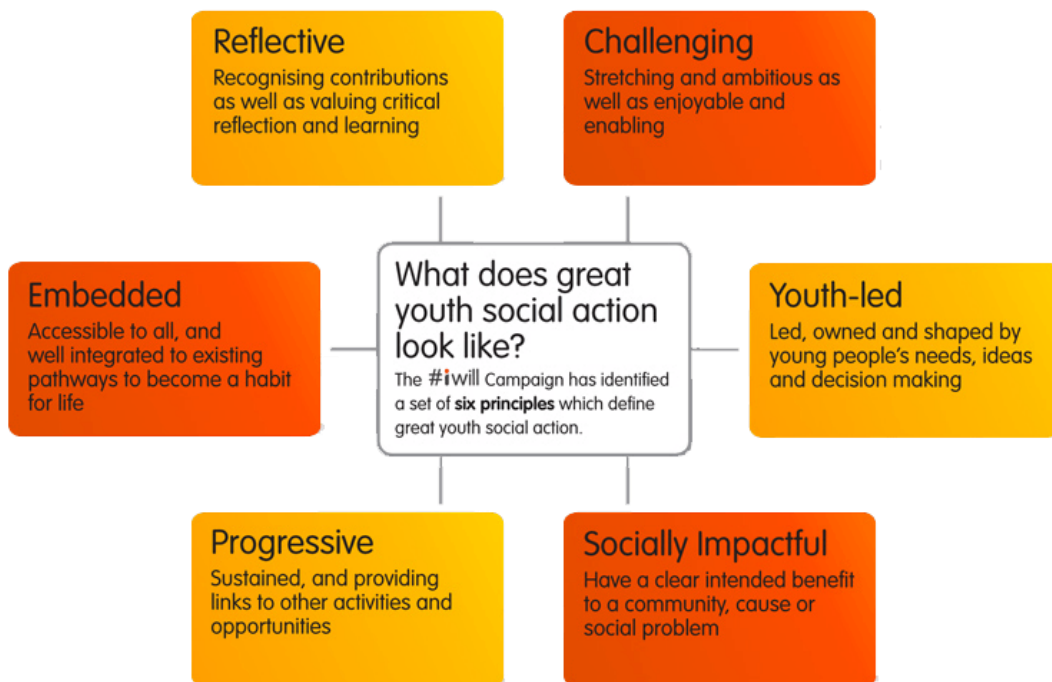 Reflective
Recognising contributions
as well as valuing critical
reflection and learning
Challenging
Stretching and ambitious as
well as enjoyable and
enabling
Embedded
Accessible to all, and
well integrated to existing
pathways to become a habit
for life
What does great
youth social action
look like?
The #iwill Campaign has identified
a set of six principles which define
great youth social action.
Youth-led
Led, owned and shaped by
young people's needs, ideas
and decision making
Progressive
Sustained, and providing
links to other activities and
opportunities
Socially Impactful
Have a clear intended benefit
to a community, cause or
social problem